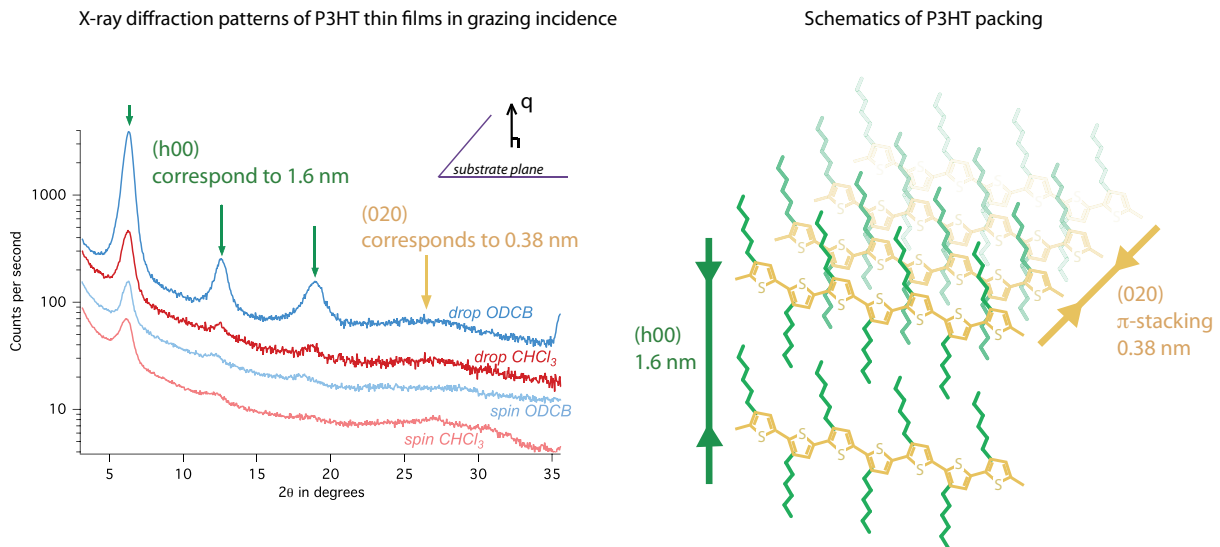 X-ray diffraction patterns of P3HT thin films in grazing incidence
Schematics of P3HT packing
q
substrate plane
(h00)
correspond to 1.6 nm
(020)
corresponds to 0.38 nm
1000
100
10
Counts per second
drop ODCB
drop CHCl3
spin ODCB
spin CHCl3
5 10 15 20 25 30 35
2θ in degrees
(h00)
1.6 nm
(020)
π-stacking
0.38 nm
S S S S S S
S S S S S S
S S S S S S
S S S S S S
S S S S S S